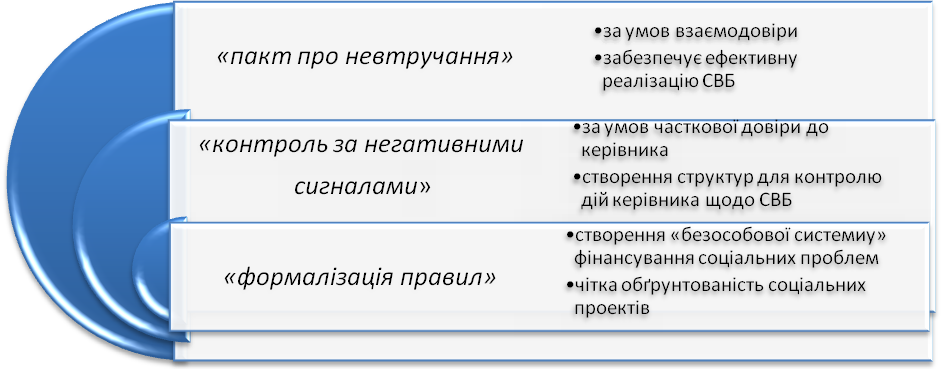 «пакт про невтручання»
•за умов взаємодовіри
•забезпечує ефективну
реалізацію СВБ
«контроль за негативними
сигналами»
•за умов часткової довіри до
керівника
•створення структур для контролю
дій керівника щодо СВБ
«формалізація правил»
•створення «безособової системиу»
фінансування соціальних проблем
•чітка обґрунтованість соціальних
проектів